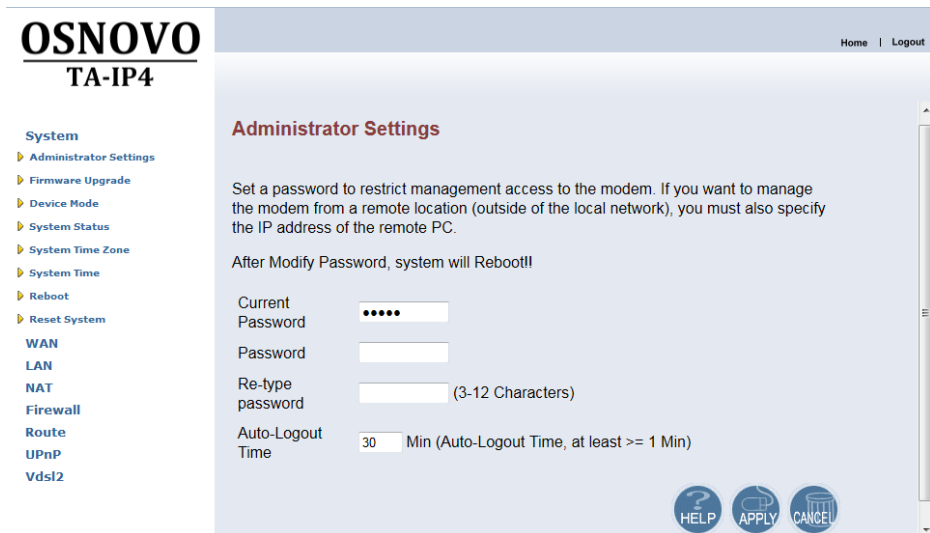 OSNOVO
TA-IP4
Home | Logout
System
Administrator Settings
Firmware Upgrade
Device Mode
System Status
System Time Zone
System Time
Reboot
Reset System
WAN
LAN
NAT
Firewall
Route
UPnP
Vdsl2
Administrator Settings
Set a password to restrict management access to the modem. If you want to manage
the modem from a remote location (outside of the local network), you must also specify
the IP address of the remote PC.
After Modify Password, system will Reboot!!
Current
Password
•••••
Password
Re-type
password
(3-12 Characters)
Auto-Logout
Time
30 Min (Auto-Logout Time, at least >= 1 Min)
HELP APPLY CANCEL